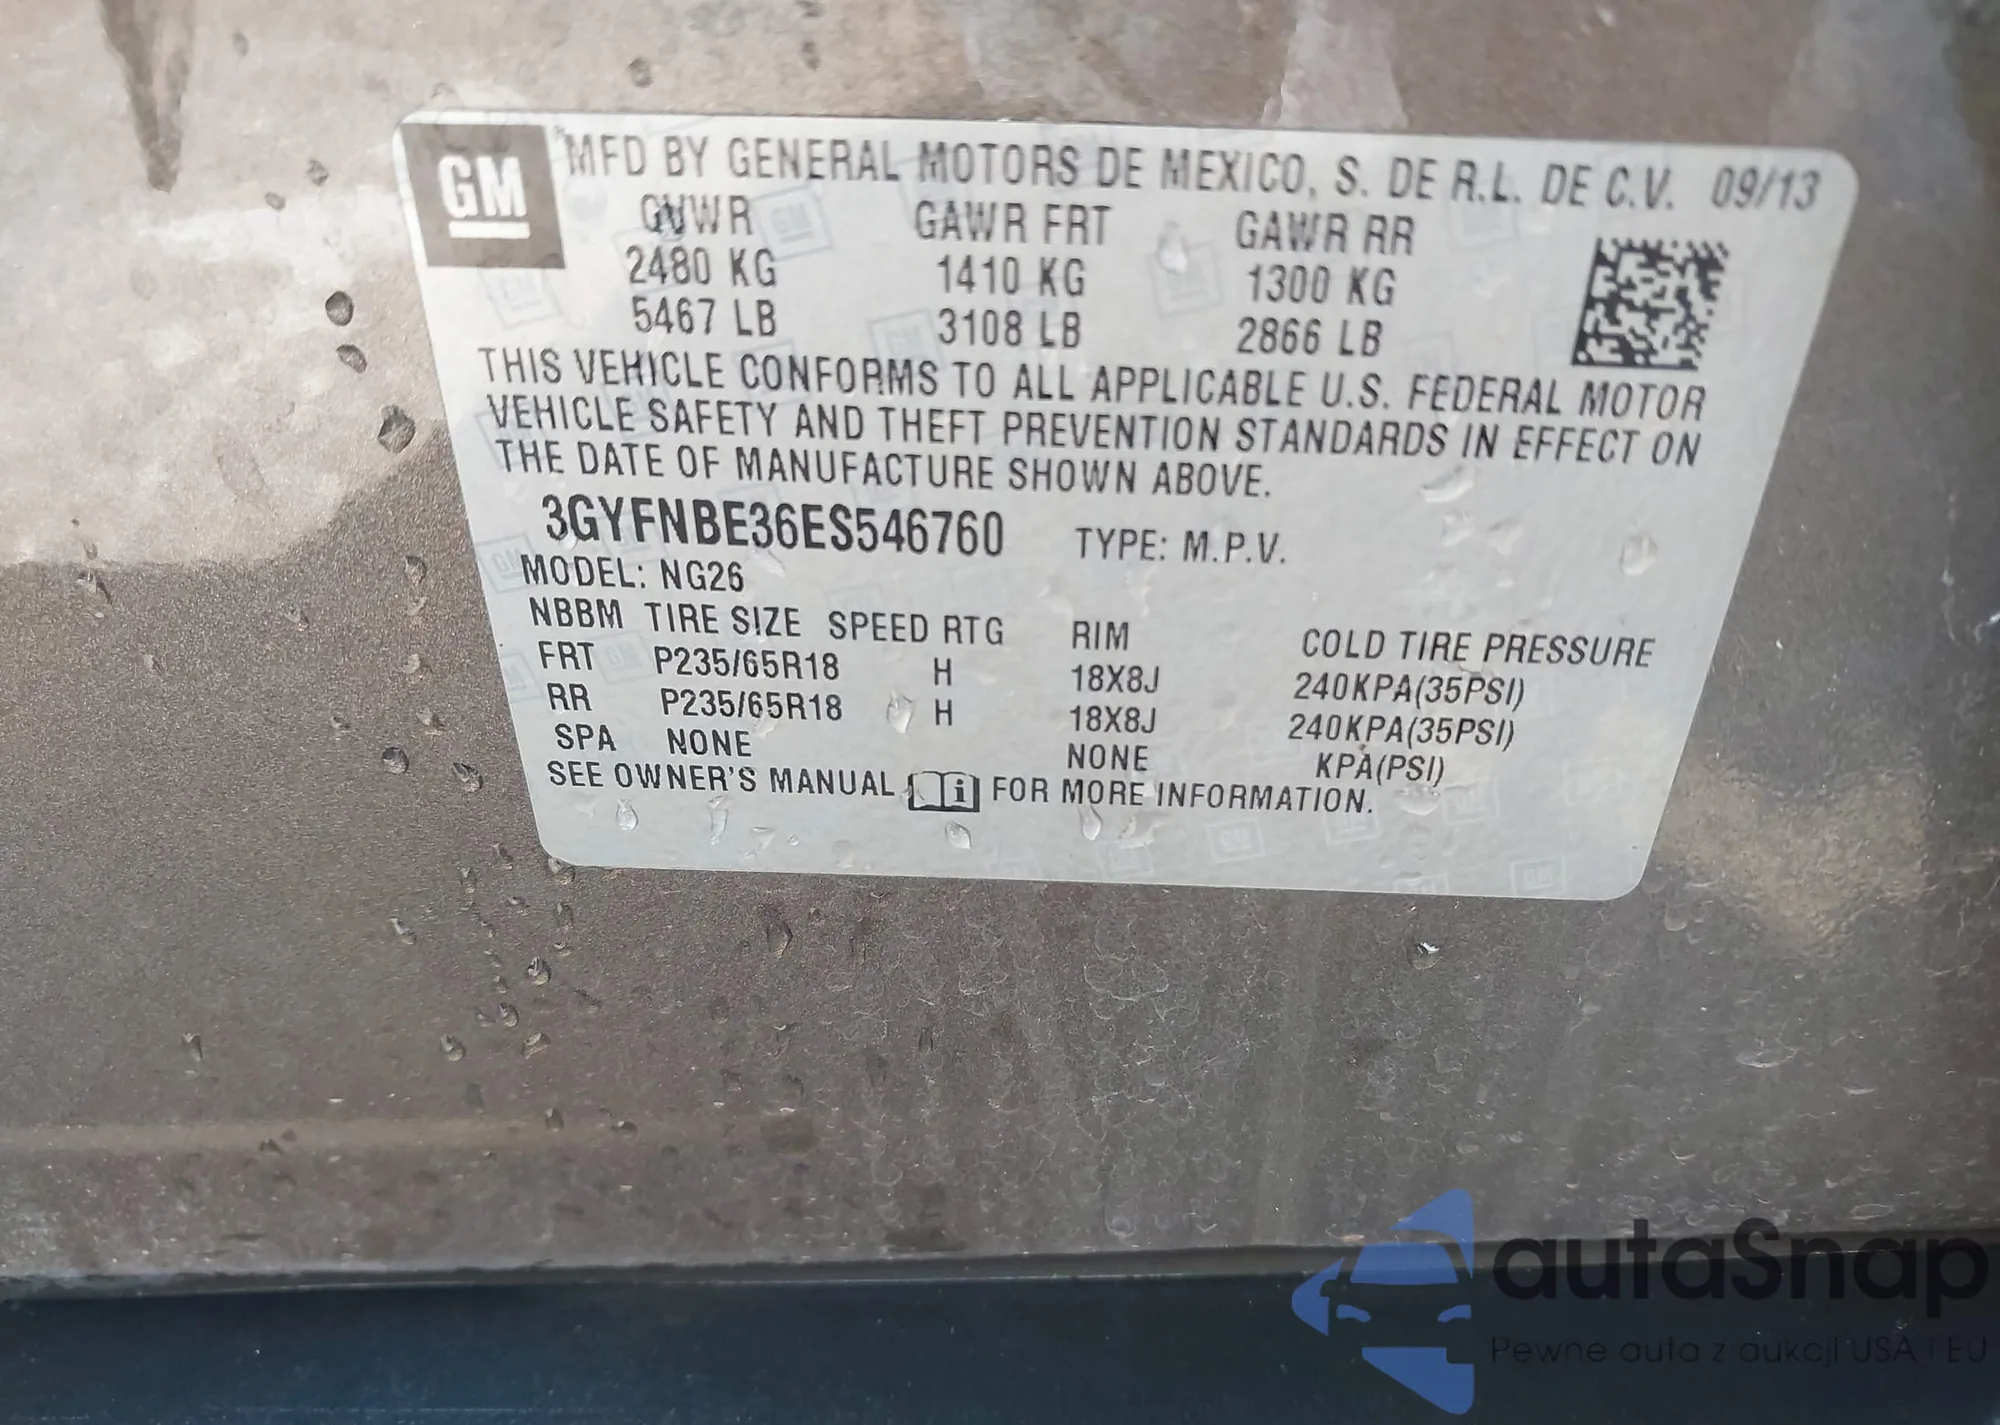 GM
MFD BY GENERAL MOTORS DE MEXICO, S. DE R.L. DE C.V. 09/13
GVWR GAWR FRT GAWR RR
2480 KG 1410 KG 1300 KG
5467 LB 3108 LB 2866 LB
THIS VEHICLE CONFORMS TO ALL APPLICABLE U.S. FEDERAL MOTOR
VEHICLE SAFETY AND THEFT PREVENTION STANDARDS IN EFFECT ON
THE DATE OF MANUFACTURE SHOWN ABOVE.
3GYFNBE36ES546760 TYPE: M.P.V.
MODEL: NG26
NBBM TIRE SIZE SPEED RTG RIM COLD TIRE PRESSURE
FRT P235/65R18 H 18X8J 240KPA(35PSI)
RR P235/65R18 H 18X8J 240KPA(35PSI)
SPA NONE NONE KPA(PSI)
SEE OWNER'S MANUAL i FOR MORE INFORMATION.
autaSnap
Pewne auta z aukcji USA i EU